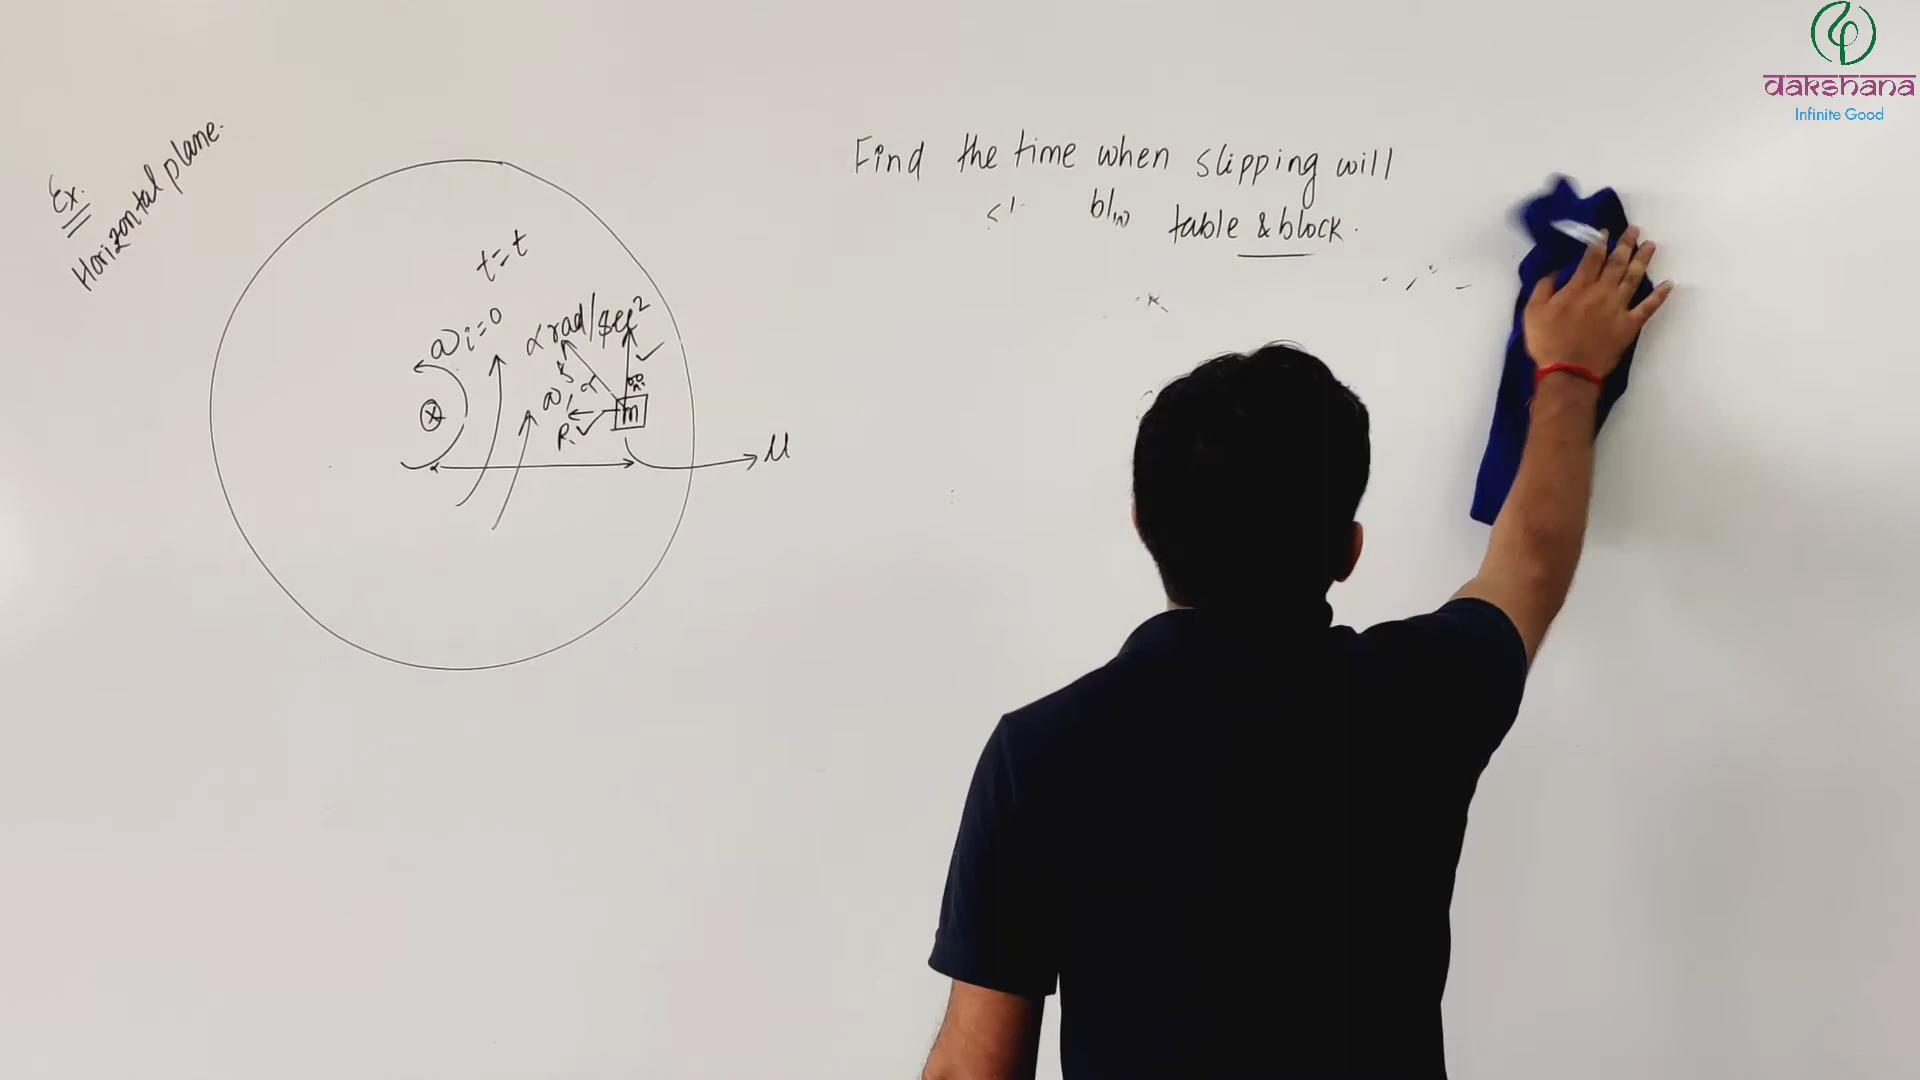 Ex.
Horizontal plane.
t = t
ωi = 0
α rad/sec²
ω, α
R
m
μ
Find the time when slipping will
b/w table & block.
dakshana
Infinite Good